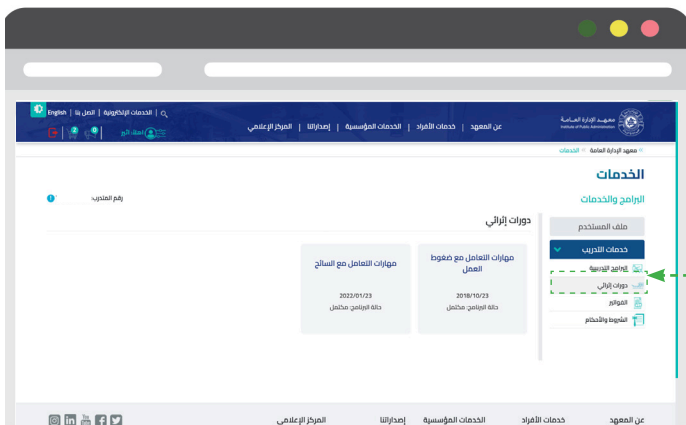 English | اتصل بنا | الخدمات الإلكترونية
معهد الإدارة العامة
Institute of Public Administration
عن المعهد | خدمات الأفراد | الخدمات المؤسسية | إصداراتنا | المركز الإعلامي
2
0
معهد الإدارة العامة » الخدمات
الخدمات
البرامج والخدمات
رقم المتدرب:
ملف المستخدم
خدمات التدريب
البرامج التدريبية
دورات إثرائي
الفواتير
الشروط والأحكام
دورات إثرائي
مهارات التعامل مع ضغوط العمل
2018/10/23
حالة البرنامج: مكتمل
مهارات التعامل مع السائح
2022/01/23
حالة البرنامج: مكتمل
عن المعهد
خدمات الأفراد
الخدمات المؤسسية
إصداراتنا
المركز الإعلامي